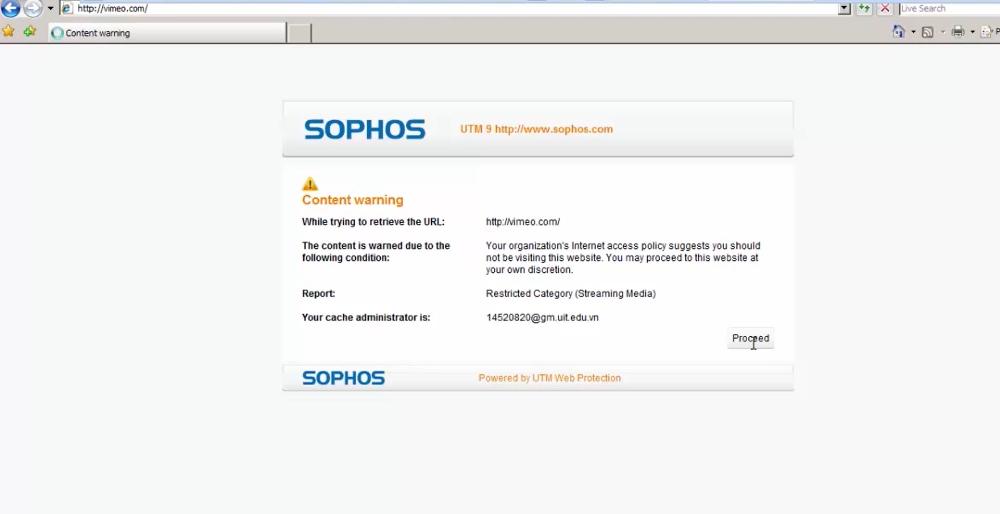 http://vimeo.com/
Live Search
Content warning
P
SOPHOS
UTM 9 http://www.sophos.com
Content warning
While trying to retrieve the URL: http://vimeo.com/
The content is warned due to the following condition:
Your organization's Internet access policy suggests you should
not be visiting this website. You may proceed to this website at
your own discretion.
Report: Restricted Category (Streaming Media)
Your cache administrator is: 14520820@gm.uit.edu.vn
Proceed
SOPHOS
Powered by UTM Web Protection